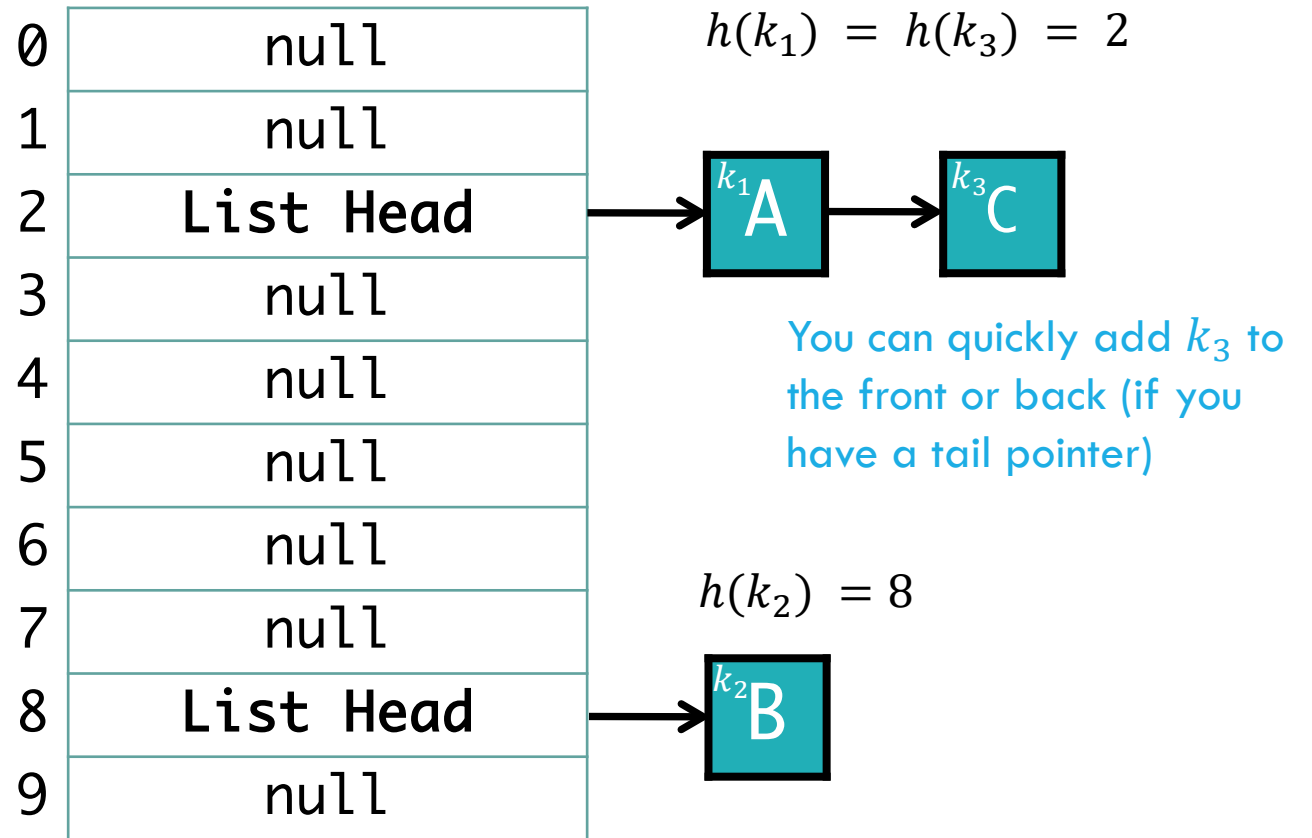 0 null
1 null
2 List Head
3 null
4 null
5 null
6 null
7 null
8 List Head
9 null
h(k₁) = h(k₃) = 2
k₁ A
k₃ C
You can quickly add k₃ to
the front or back (if you
have a tail pointer)
h(k₂) = 8
k₂ B